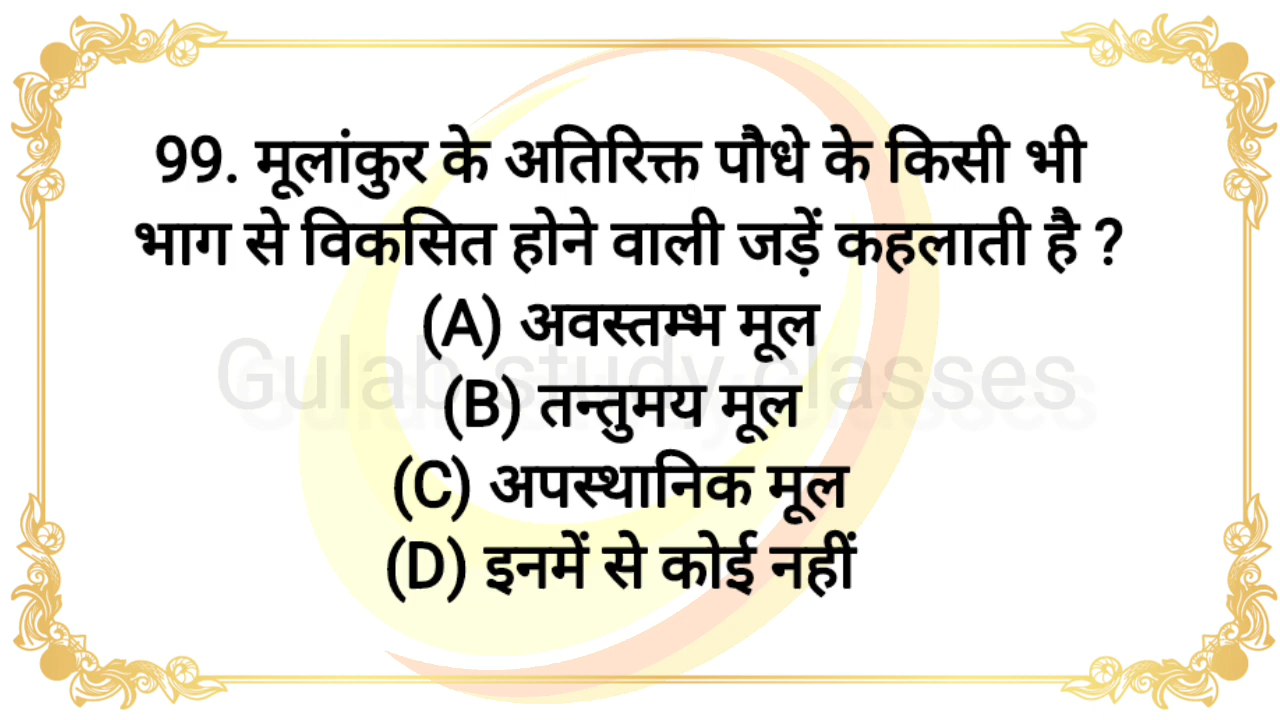 99. मूलांकुर के अतिरिक्त पौधे के किसी भी
भाग से विकसित होने वाली जड़ें कहलाती है ?
(A) अवस्तम्भ मूल
Gulab study classes
(B) तन्तुमय मूल
(C) अपस्थानिक मूल
(D) इनमें से कोई नहीं